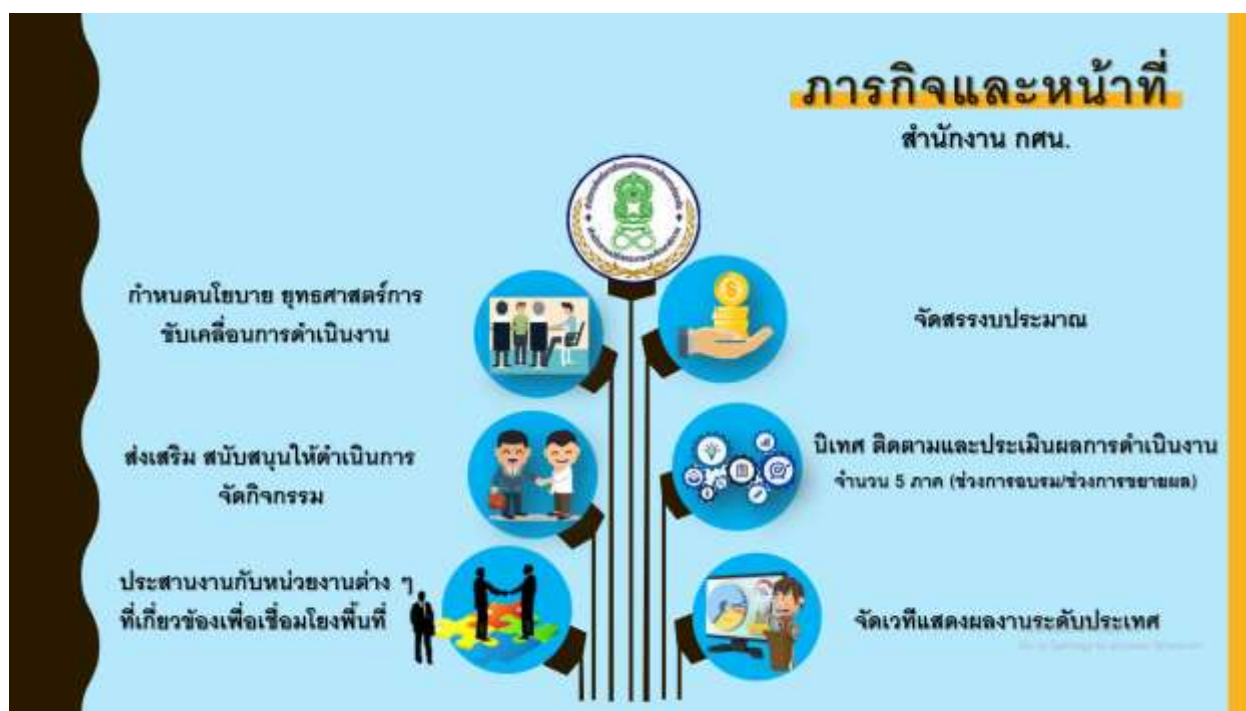 ภารกิจและหน้าที่
สำนักงาน กศน.
กำหนดนโยบาย ยุทธศาสตร์การ
ขับเคลื่อนการดำเนินงาน
จัดสรรงบประมาณ
ส่งเสริม สนับสนุนให้ดำเนินการ
จัดกิจกรรม
นิเทศ ติดตามและประเมินผลการดำเนินงาน
จำนวน 5 ภาค (ช่วงการอบรม/ช่วงการขยายผล)
ประสานงานกับหน่วยงานต่าง ๆ
ที่เกี่ยวข้องเพื่อเชื่อมโยงพื้นที่
จัดเวทีแสดงผลงานระดับประเทศ